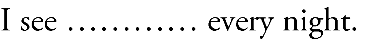 I see ………… every night.